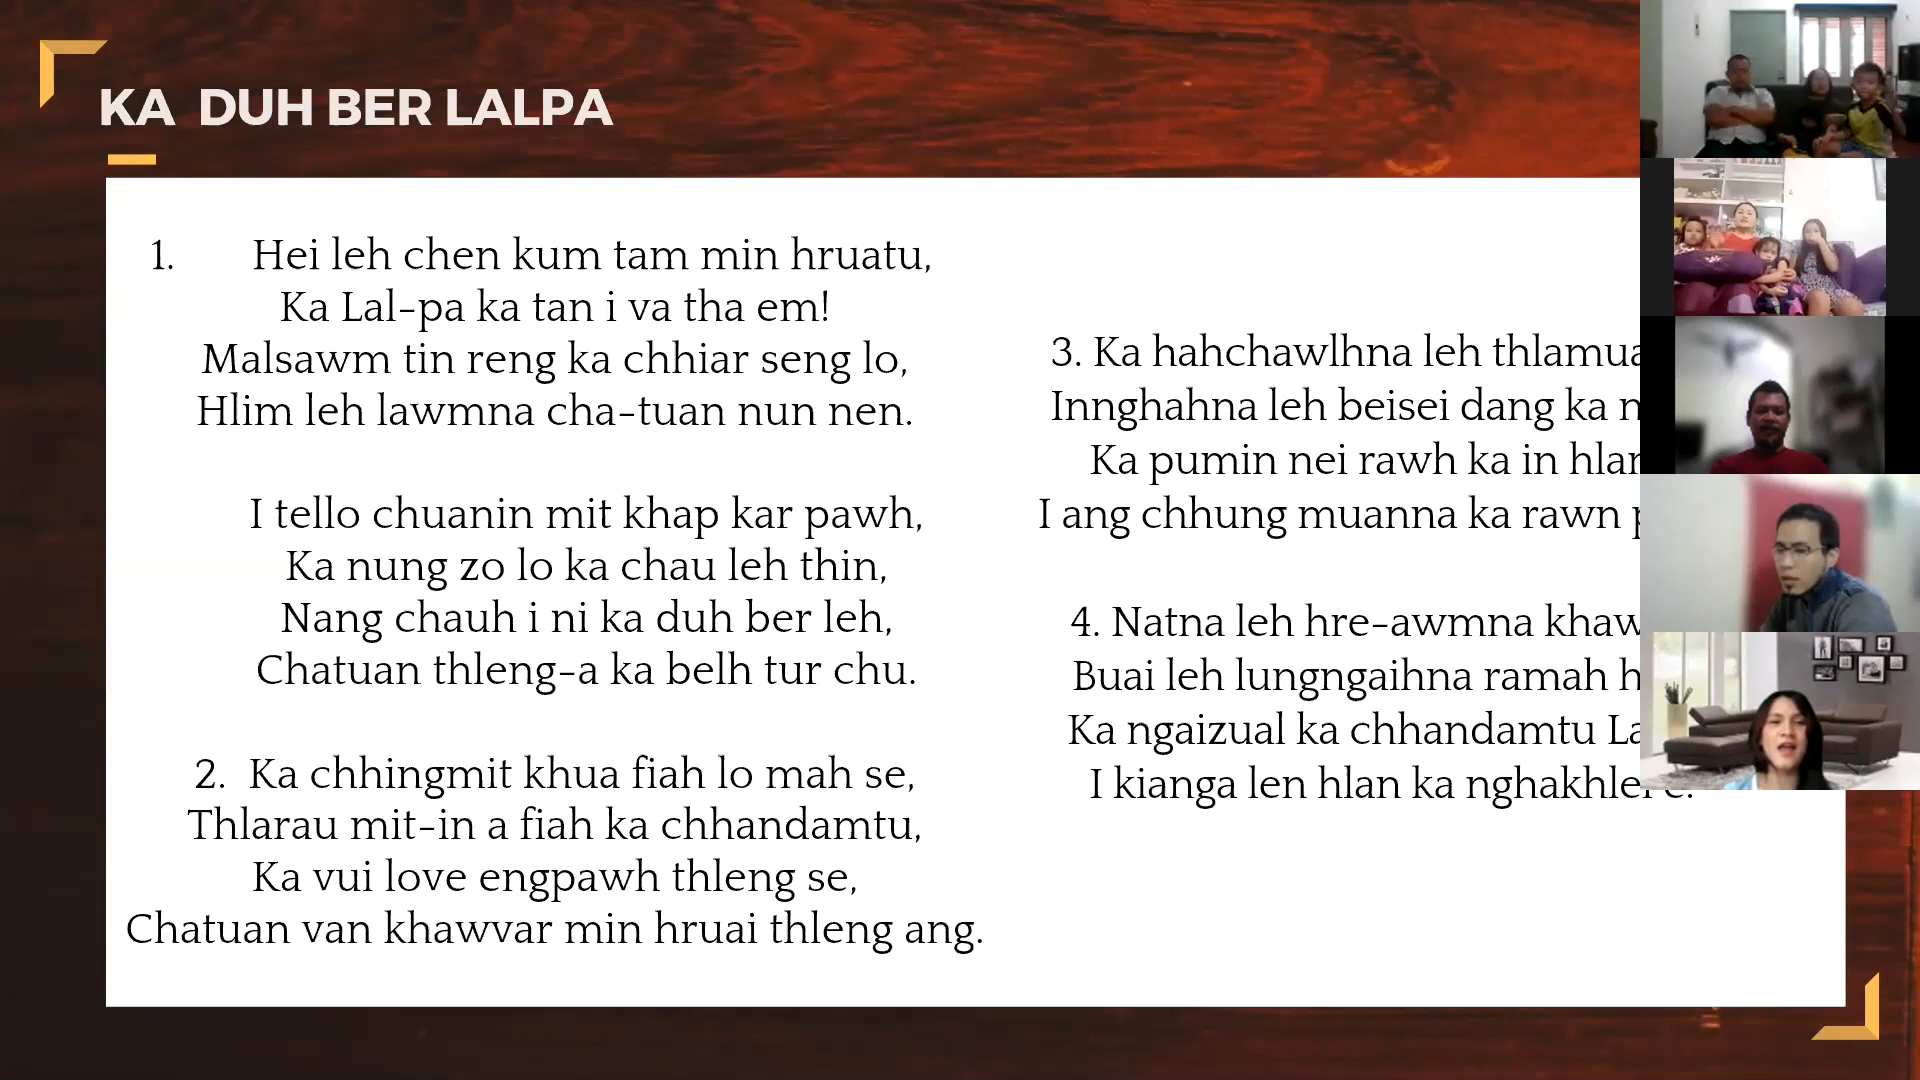 KA DUH BER LALPA
1. Hei leh chen kum tam min hruatu,
Ka Lal-pa ka tan i va tha em!
Malsawm tin reng ka chhiar seng lo,
Hlim leh lawmna cha-tuan nun nen.
I tello chuanin mit khap kar pawh,
Ka nung zo lo ka chau leh thin,
Nang chauh i ni ka duh ber leh,
Chatuan thleng-a ka belh tur chu.
2. Ka chhingmit khua fiah lo mah se,
Thlarau mit-in a fiah ka chhandamtu,
Ka vui love engpawh thleng se,
Chatuan van khawvar min hruai thleng ang.
3. Ka hahchawlhna leh
Innghahna leh beisei dang ka
Ka pumin nei rawh ka in
I ang chhung muanna ka rawn
4. Natna leh hre-awmna
Buai leh lungngaihna ramah
Ka ngaizual ka chhandamtu
I kianga len hlan ka